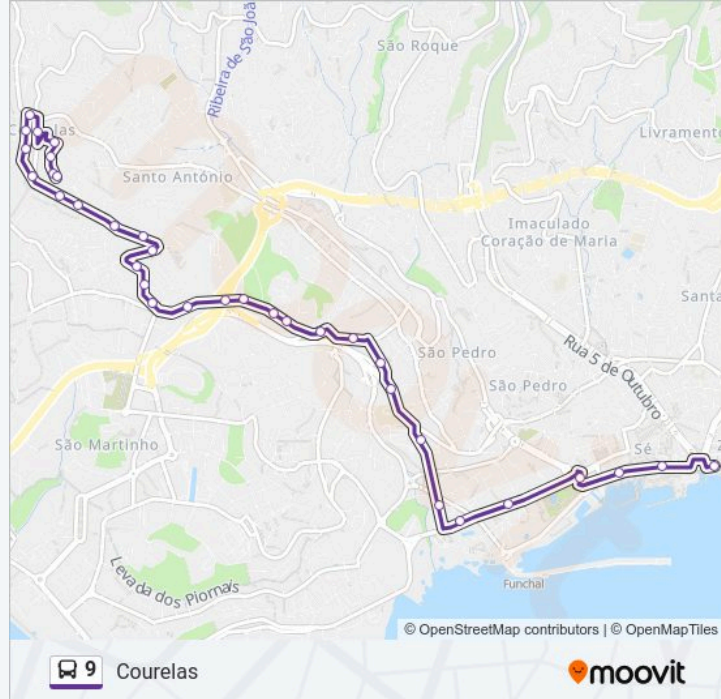 São Roque
Ribeira de São Joã
Livramento
Santo António
Imaculado
Coração de Maria
Santa
São Pedro
Rua 5 de Outubro
São Pedro
São Martinho
Sé
Levada dos Piornais
Funchal
© OpenStreetMap contributors | © OpenMapTiles
9 Courelas
moovit